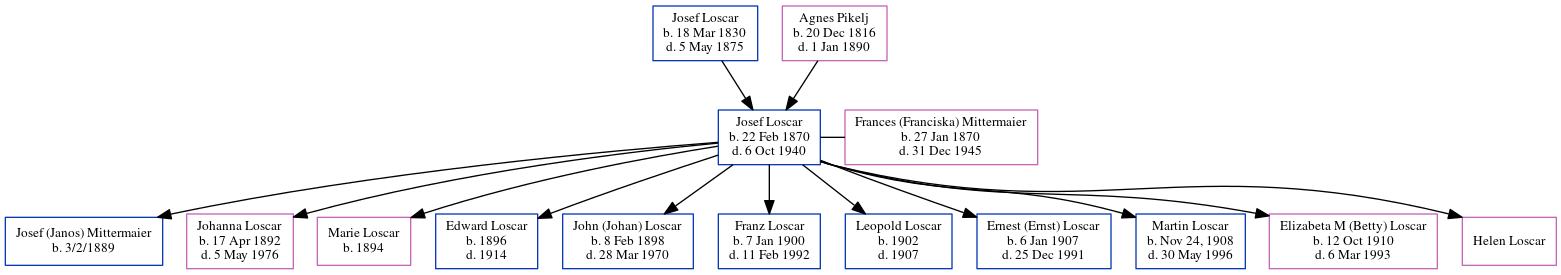 Josef Loscar
b. 18 Mar 1830
d. 5 May 1875
Agnes Pikelj
b. 20 Dec 1816
d. 1 Jan 1890
Josef Loscar
b. 22 Feb 1870
d. 6 Oct 1940
Frances (Franciska) Mittermaier
b. 27 Jan 1870
d. 31 Dec 1945
Josef (Janos) Mittermaier
b. 3/2/1889
Johanna Loscar
b. 17 Apr 1892
d. 5 May 1976
Marie Loscar
b. 1894
Edward Loscar
b. 1896
d. 1914
John (Johan) Loscar
b. 8 Feb 1898
d. 28 Mar 1970
Franz Loscar
b. 7 Jan 1900
d. 11 Feb 1992
Leopold Loscar
b. 1902
d. 1907
Ernest (Ernst) Loscar
b. 6 Jan 1907
d. 25 Dec 1991
Martin Loscar
b. Nov 24, 1908
d. 30 May 1996
Elizabeta M (Betty) Loscar
b. 12 Oct 1910
d. 6 Mar 1993
Helen Loscar